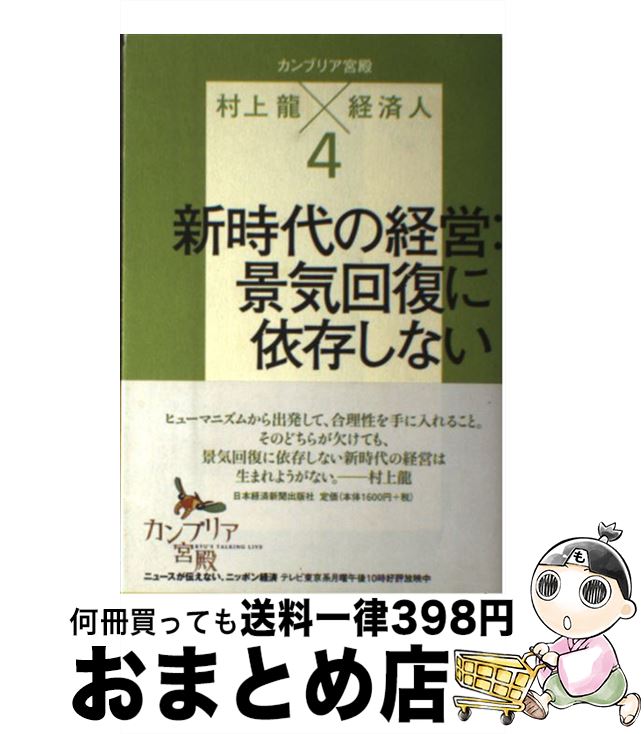 カンブリア宮殿
村上龍×経済人
4
新時代の経営:
景気回復に
依存しない
ヒューマニズムから出発して、合理性を手に入れること。
そのどちらが欠けても、
景気回復に依存しない新時代の経営は
生まれようがない。――村上龍
日本経済新聞出版社 定価(本体1600円+税)
カンブリア
宮殿
RYU'S TALKING LIVE
ニュースが伝えない、ニッポン経済 テレビ東京系月曜午後10時好評放映中
も
何冊買っても送料一律398円
おまとめ店